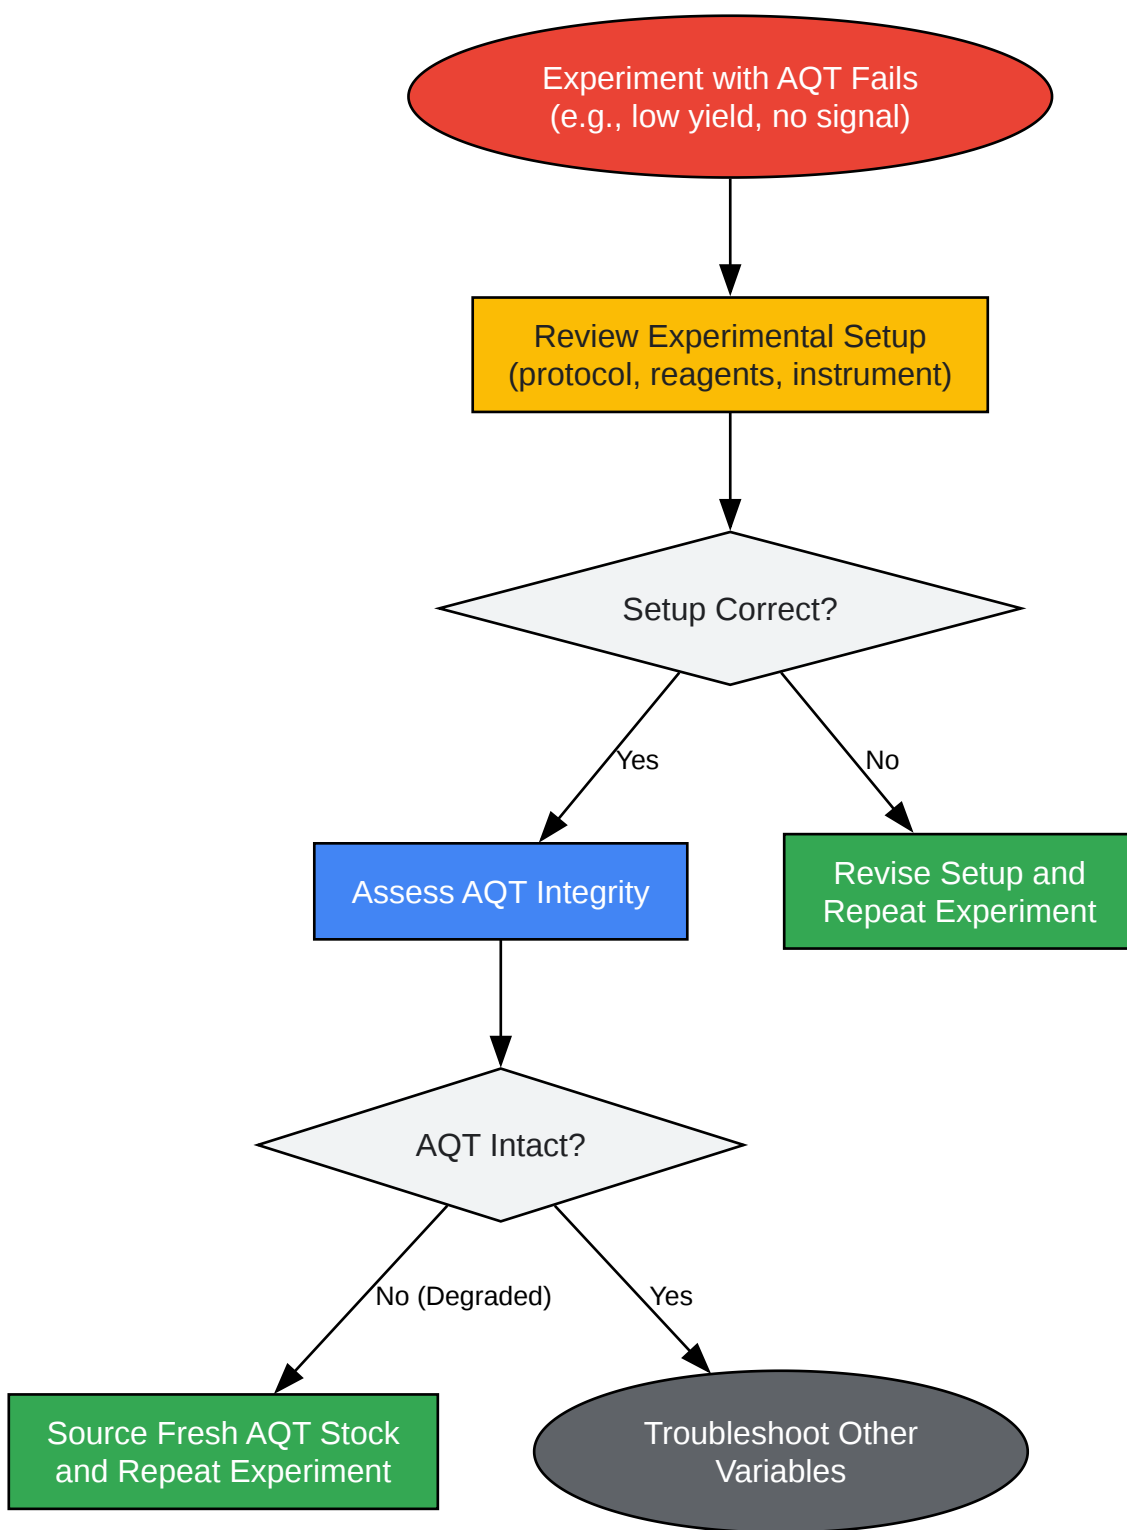 Experiment with AQT Fails
(e.g., low yield, no signal)
Review Experimental Setup
(protocol, reagents, instrument)
Setup Correct?
Yes
No
Assess AQT Integrity
Revise Setup and
Repeat Experiment
AQT Intact?
No (Degraded)
Yes
Source Fresh AQT Stock
and Repeat Experiment
Troubleshoot Other
Variables